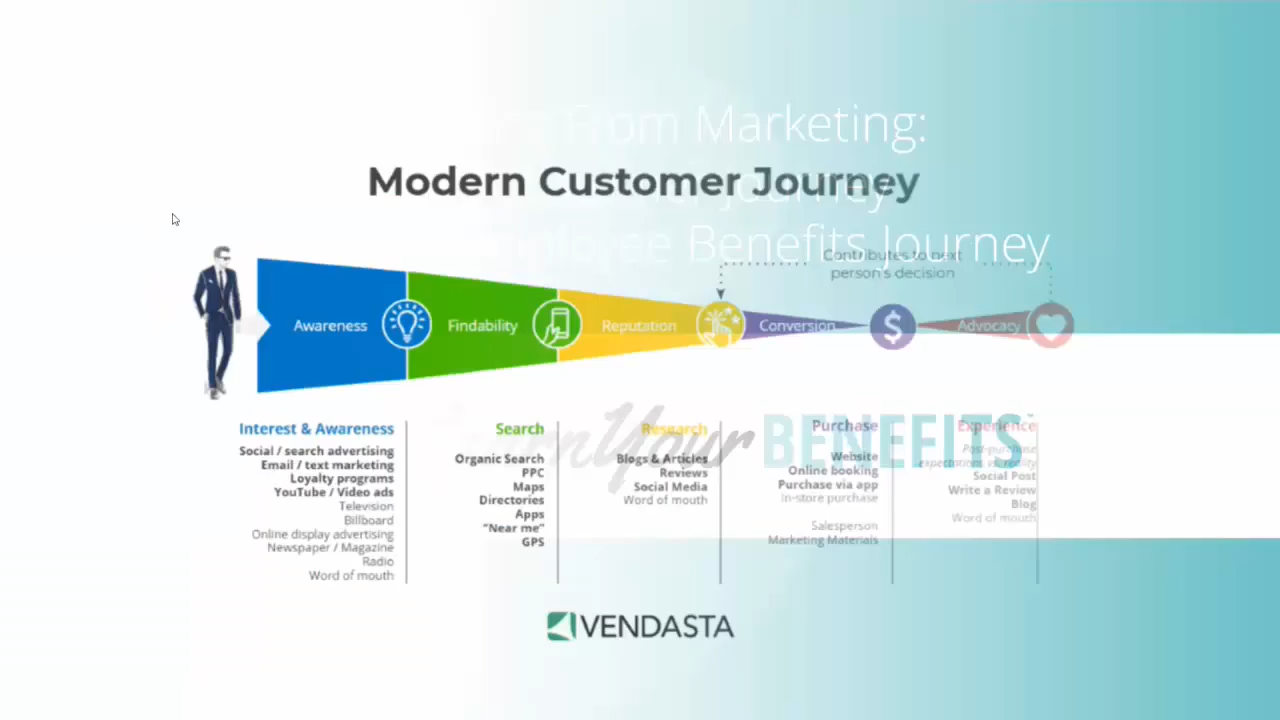 From Marketing:
Modern Customer Journey
Journey
Employee Benefits Journey
Contributes to next
person's decision
Awareness
Findability
Reputation
Conversion
Advocacy
$
Interest & Awareness
Social / search advertising
Email / text marketing
Loyalty programs
YouTube / Video ads
Television
Billboard
Online display advertising
Newspaper / Magazine
Radio
Word of mouth
Search
Organic Search
PPC
Maps
Directories
Apps
"Near me"
GPS
Research
Blogs & Articles
Reviews
Social Media
Word of mouth
Purchase
Website
Online booking
Purchase via app
In-store purchase
Salesperson
Marketing Materials
Experience
Post-purchase
expectations vs. reality
Social Post
Write a Review
Blog
Word of mouth
Your BENEFITS
VENDASTA